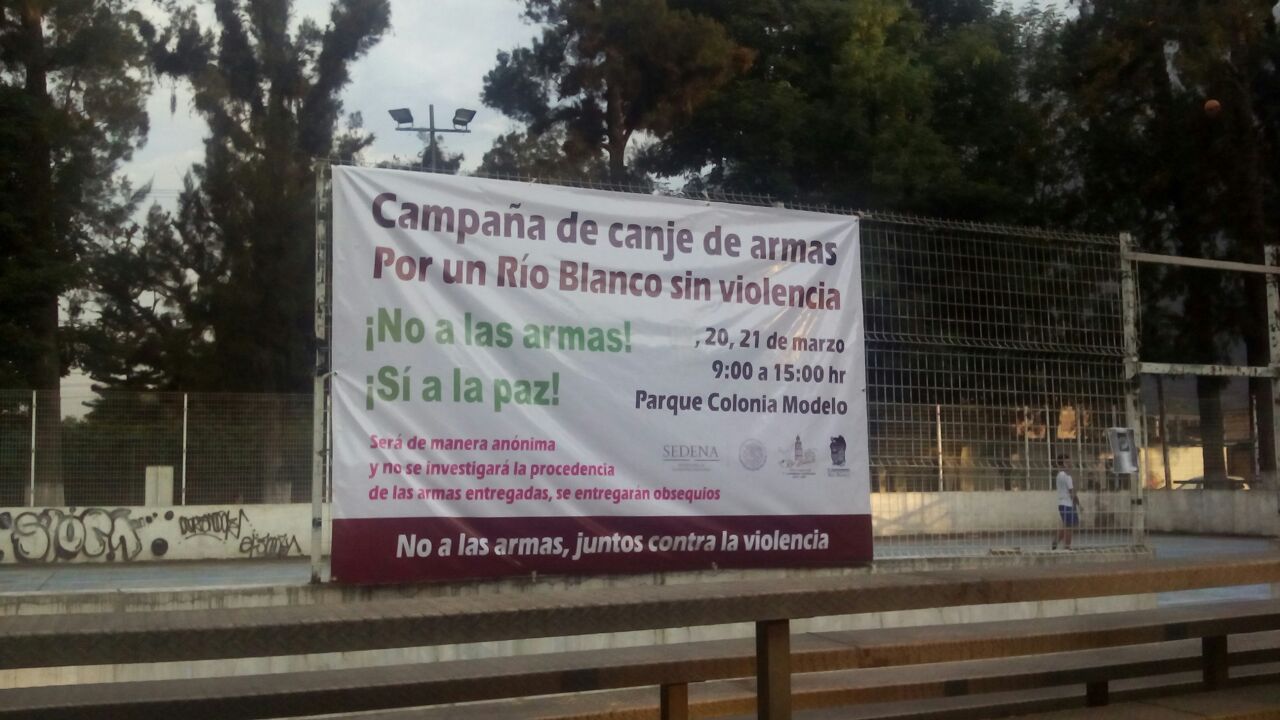 Campaña de canje de armas
Por un Río Blanco sin violencia
¡No a las armas!
¡Sí a la paz!
, 20, 21 de marzo
9:00 a 15:00 hr
Parque Colonia Modelo
Será de manera anónima
y no se investigará la procedencia
de las armas entregadas, se entregarán obsequios
SEDENA
No a las armas, juntos contra la violencia